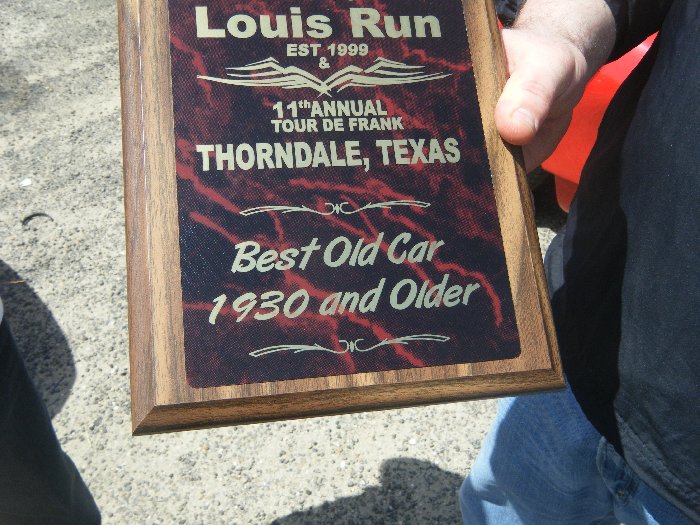 Louis Run
EST 1999
&
11th ANNUAL
TOUR DE FRANK
THORNDALE, TEXAS
Best Old Car
1930 and Older